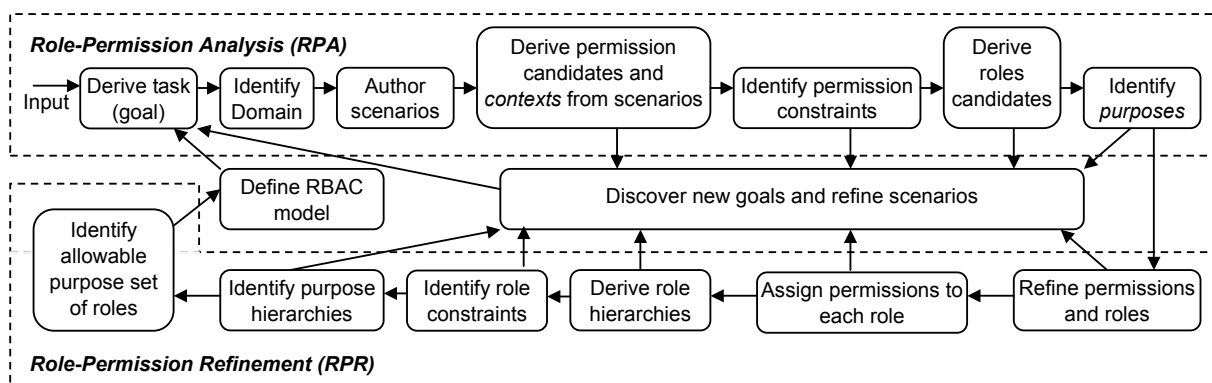 Role-Permission Analysis (RPA)
Input
Derive task
(goal)
Identify
Domain
Author
scenarios
Derive permission
candidates and
contexts from scenarios
Identify permission
constraints
Derive
roles
candidates
Identify
purposes
Define RBAC
model
Discover new goals and refine scenarios
Identify
allowable
purpose set
of roles
Identify purpose
hierarchies
Identify role
constraints
Derive role
hierarchies
Assign permissions to
each role
Refine permissions
and roles
Role-Permission Refinement (RPR)